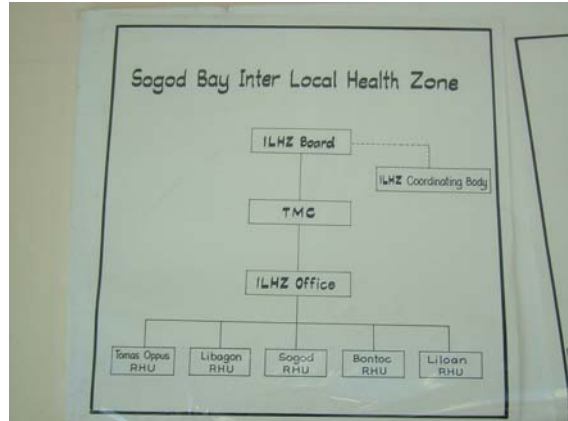 Sogod Bay Inter Local Health Zone
ILHZ Board
ILHZ Coordinating Body
TMC
ILHZ Office
Tomas Oppus
RHU
Libagon
RHU
Sogod
RHU
Bontoc
RHU
Liloan
RHU